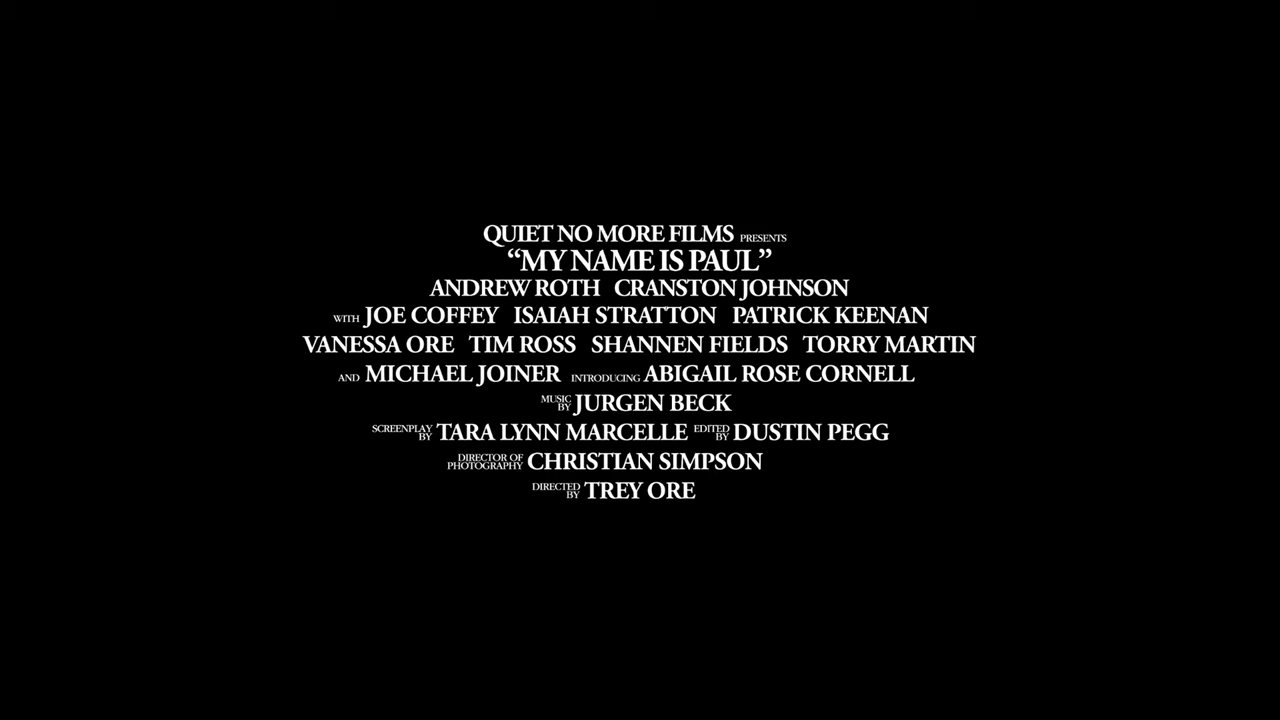 QUIET NO MORE FILMS PRESENTS
“MY NAME IS PAUL”
ANDREW ROTH CRANSTON JOHNSON
WITH JOE COFFEY ISAIAH STRATTON PATRICK KEENAN
VANESSA ORE TIM ROSS SHANNEN FIELDS TORRY MARTIN
AND MICHAEL JOINER INTRODUCING ABIGAIL ROSE CORNELL
MUSIC BY JURGEN BECK
SCREENPLAY BY TARA LYNN MARCELLE EDITED BY DUSTIN PEGG
DIRECTOR OF PHOTOGRAPHY CHRISTIAN SIMPSON
DIRECTED BY TREY ORE